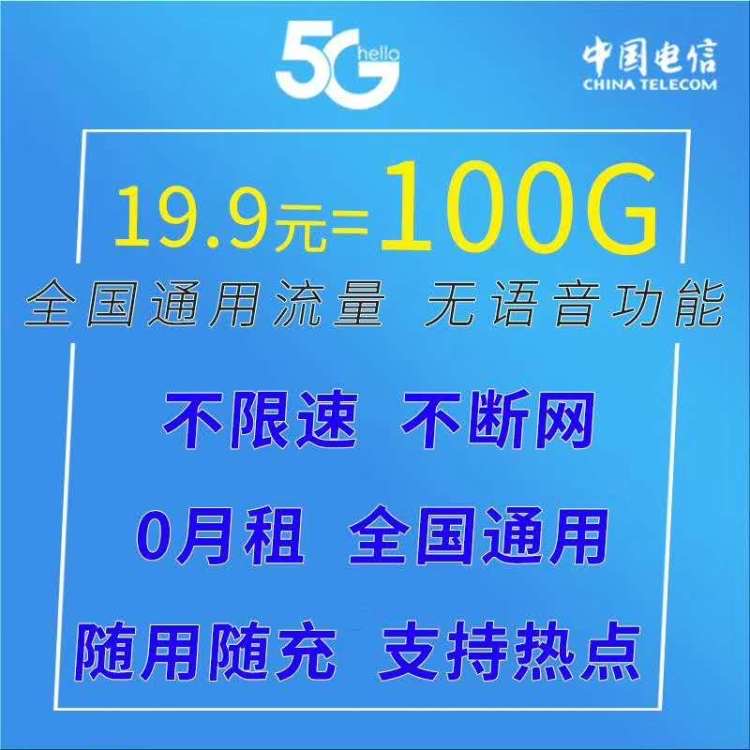 5G hello
中国电信
CHINA TELECOM
19.9元=100G
全国通用流量 无语音功能
不限速 不断网
0月租 全国通用
随用随充 支持热点